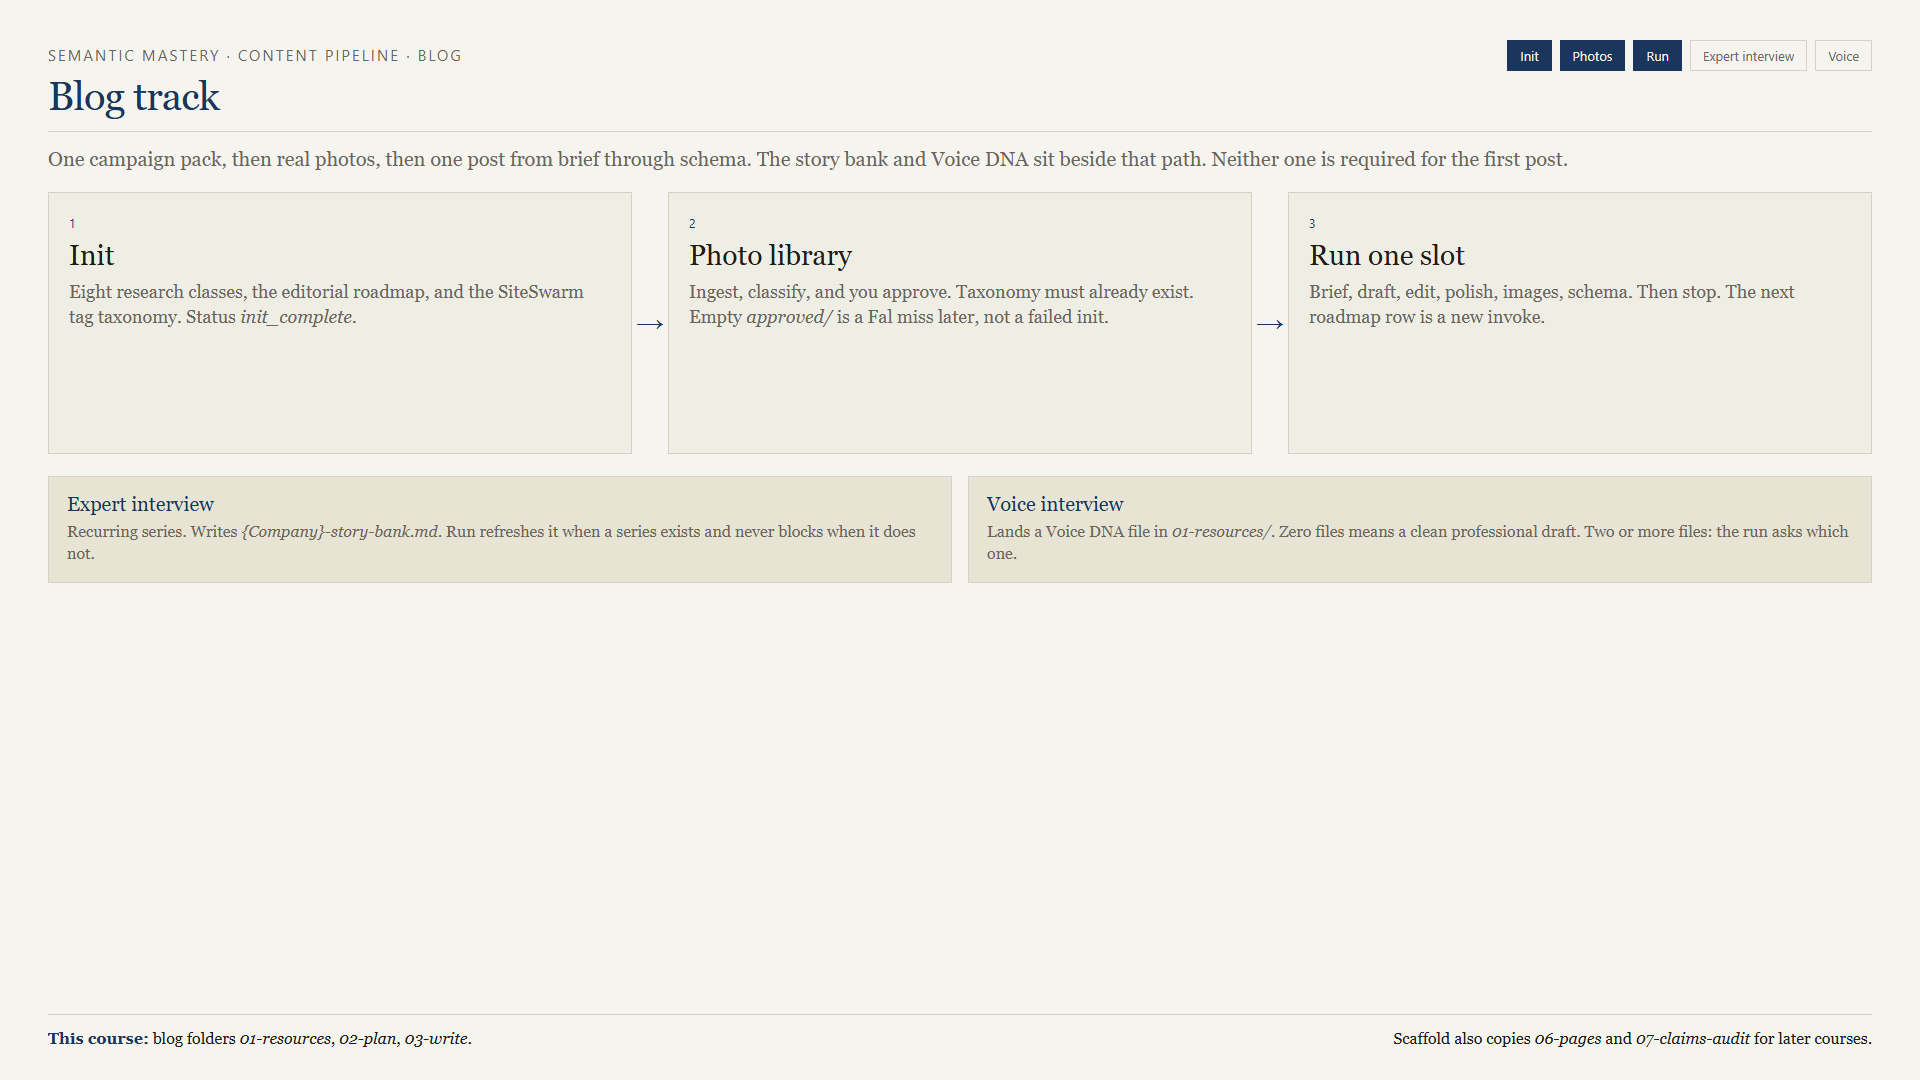 SEMANTIC MASTERY · CONTENT PIPELINE · BLOG
Init
Photos
Run
Expert interview
Voice
Blog track
One campaign pack, then real photos, then one post from brief through schema. The story bank and Voice DNA sit beside that path. Neither one is required for the first post.
1
Init
Eight research classes, the editorial roadmap, and the SiteSwarm
tag taxonomy. Status init_complete.
→
2
Photo library
Ingest, classify, and you approve. Taxonomy must already exist.
Empty approved/ is a Fal miss later, not a failed init.
→
3
Run one slot
Brief, draft, edit, polish, images, schema. Then stop. The next
roadmap row is a new invoke.
Expert interview
Recurring series. Writes {Company}-story-bank.md. Run refreshes it when a series exists and never blocks when it does
not.
Voice interview
Lands a Voice DNA file in 01-resources/. Zero files means a clean professional draft. Two or more files: the run asks which
one.
This course: blog folders 01-resources, 02-plan, 03-write.
Scaffold also copies 06-pages and 07-claims-audit for later courses.